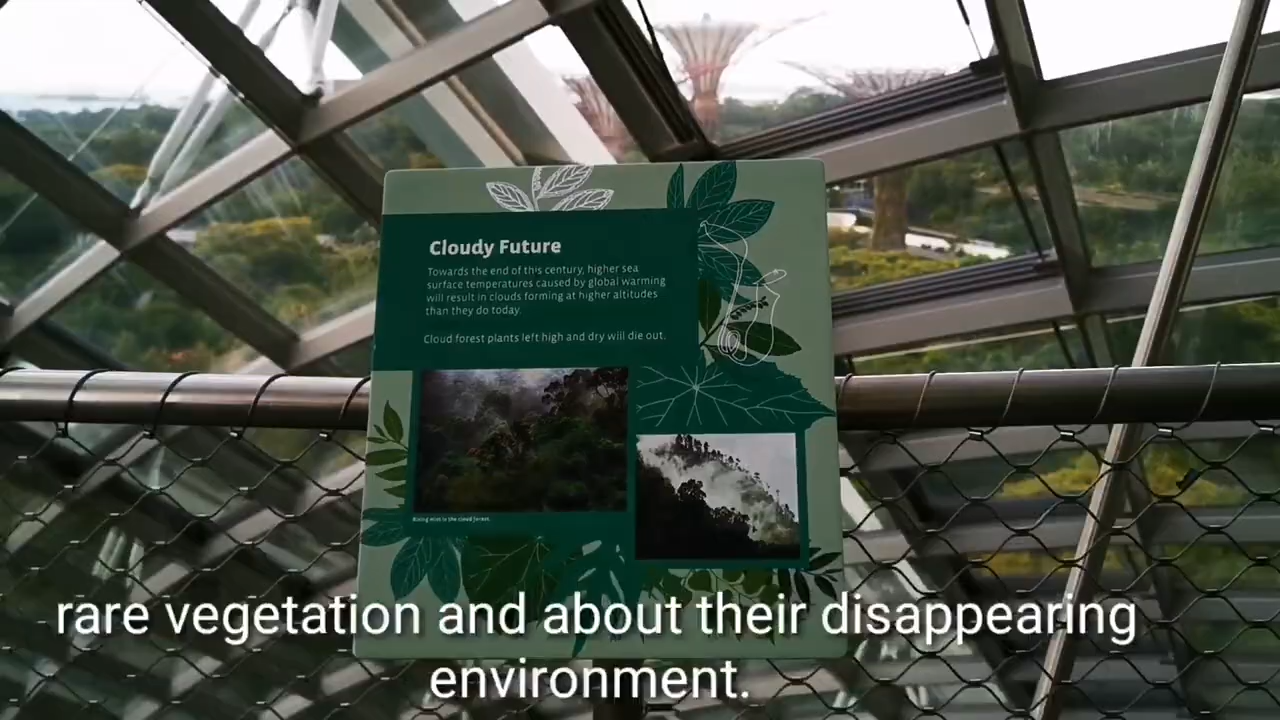 Cloudy Future
Towards the end of this century, higher sea
surface temperatures caused by global warming
will result in clouds forming at higher altitudes
than they do today.
Cloud forest plants left high and dry will die out.
Rising mist in the cloud forest.
rare vegetation and about their disappearing
environment.